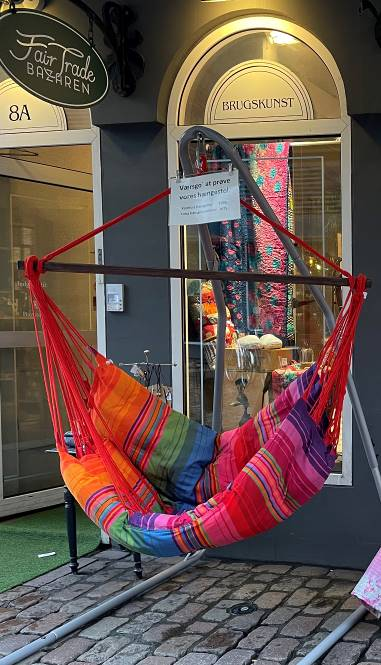 Fair Trade
BAZAREN
8A
BRUGSKUNST
Værsgo' at prøve
vores hængestol